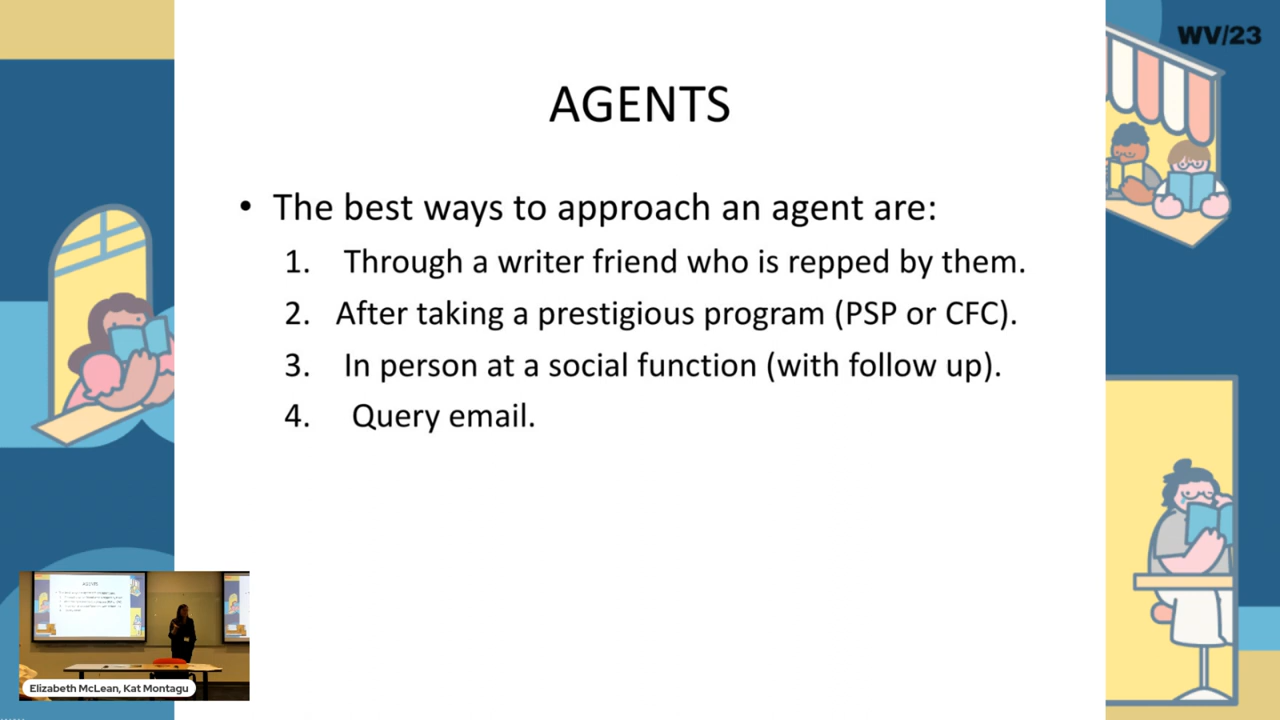 WV/23
AGENTS
• The best ways to approach an agent are:
1. Through a writer friend who is repped by them.
2. After taking a prestigious program (PSP or CFC).
3. In person at a social function (with follow up).
4. Query email.
AGENTS
Elizabeth McLean, Kat Montagu